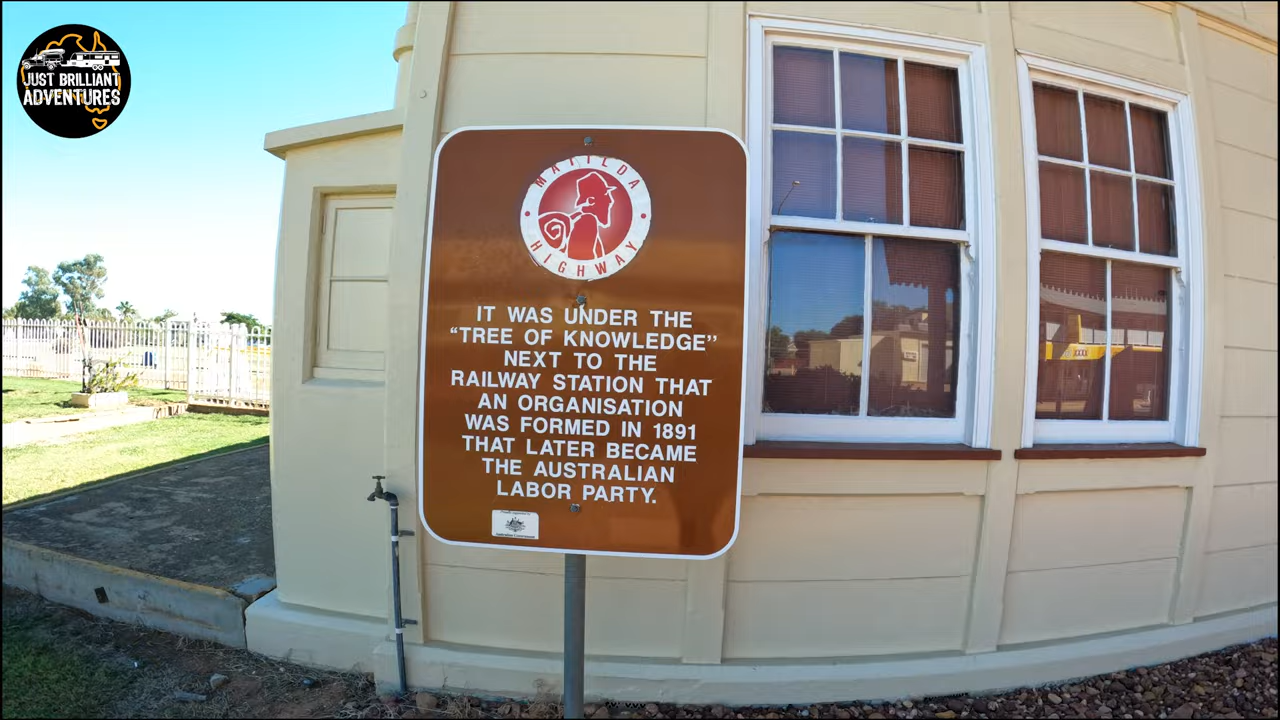 JUST BRILLIANT
ADVENTURES
MATILDA
HIGHWAY
IT WAS UNDER THE
“TREE OF KNOWLEDGE”
NEXT TO THE
RAILWAY STATION THAT
AN ORGANISATION
WAS FORMED IN 1891
THAT LATER BECAME
THE AUSTRALIAN
LABOR PARTY.